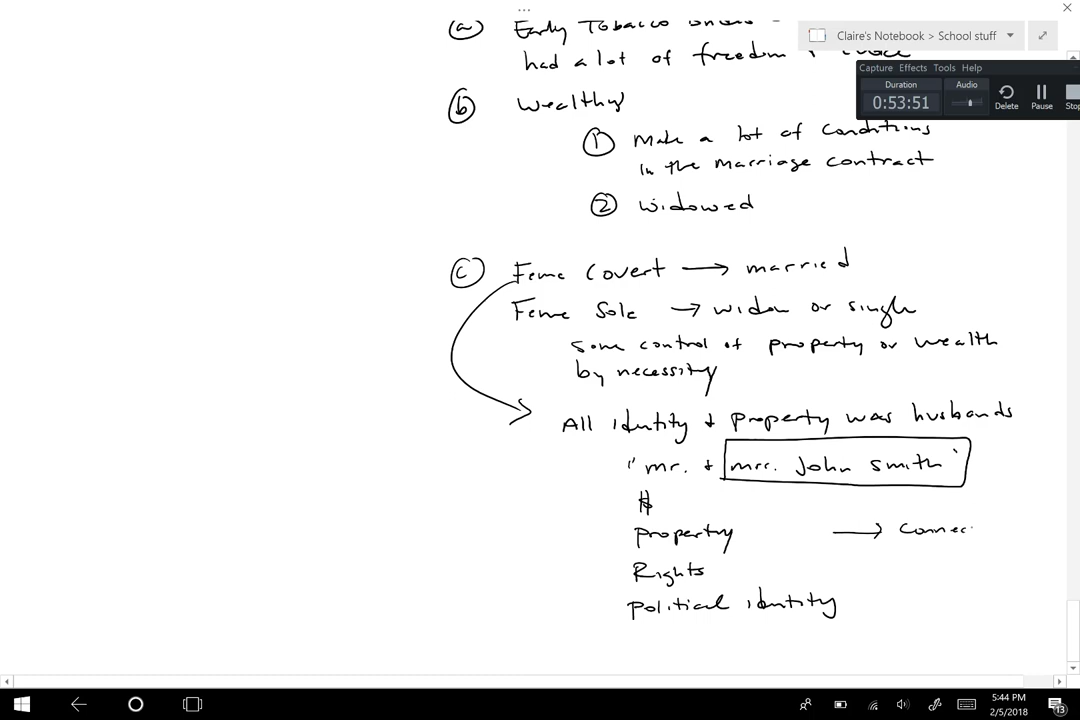 (a) Early Tobacco
had a lot of freedom +
Claire's Notebook > School stuff
Capture Effects Tools Help
Duration Audio
0:53:51 Delete Pause Stop
(b) Wealthy
(1) Make a lot of conditions
in the marriage contract
(2) widowed
(c) Feme Covert → married
Feme Sole → widow or single
some control of property or wealth
by necessity
All identity + property was husbands
"mr. + mrs. John smith"
$
property → connec
Rights
political identity
5:44 PM
2/5/2018
13